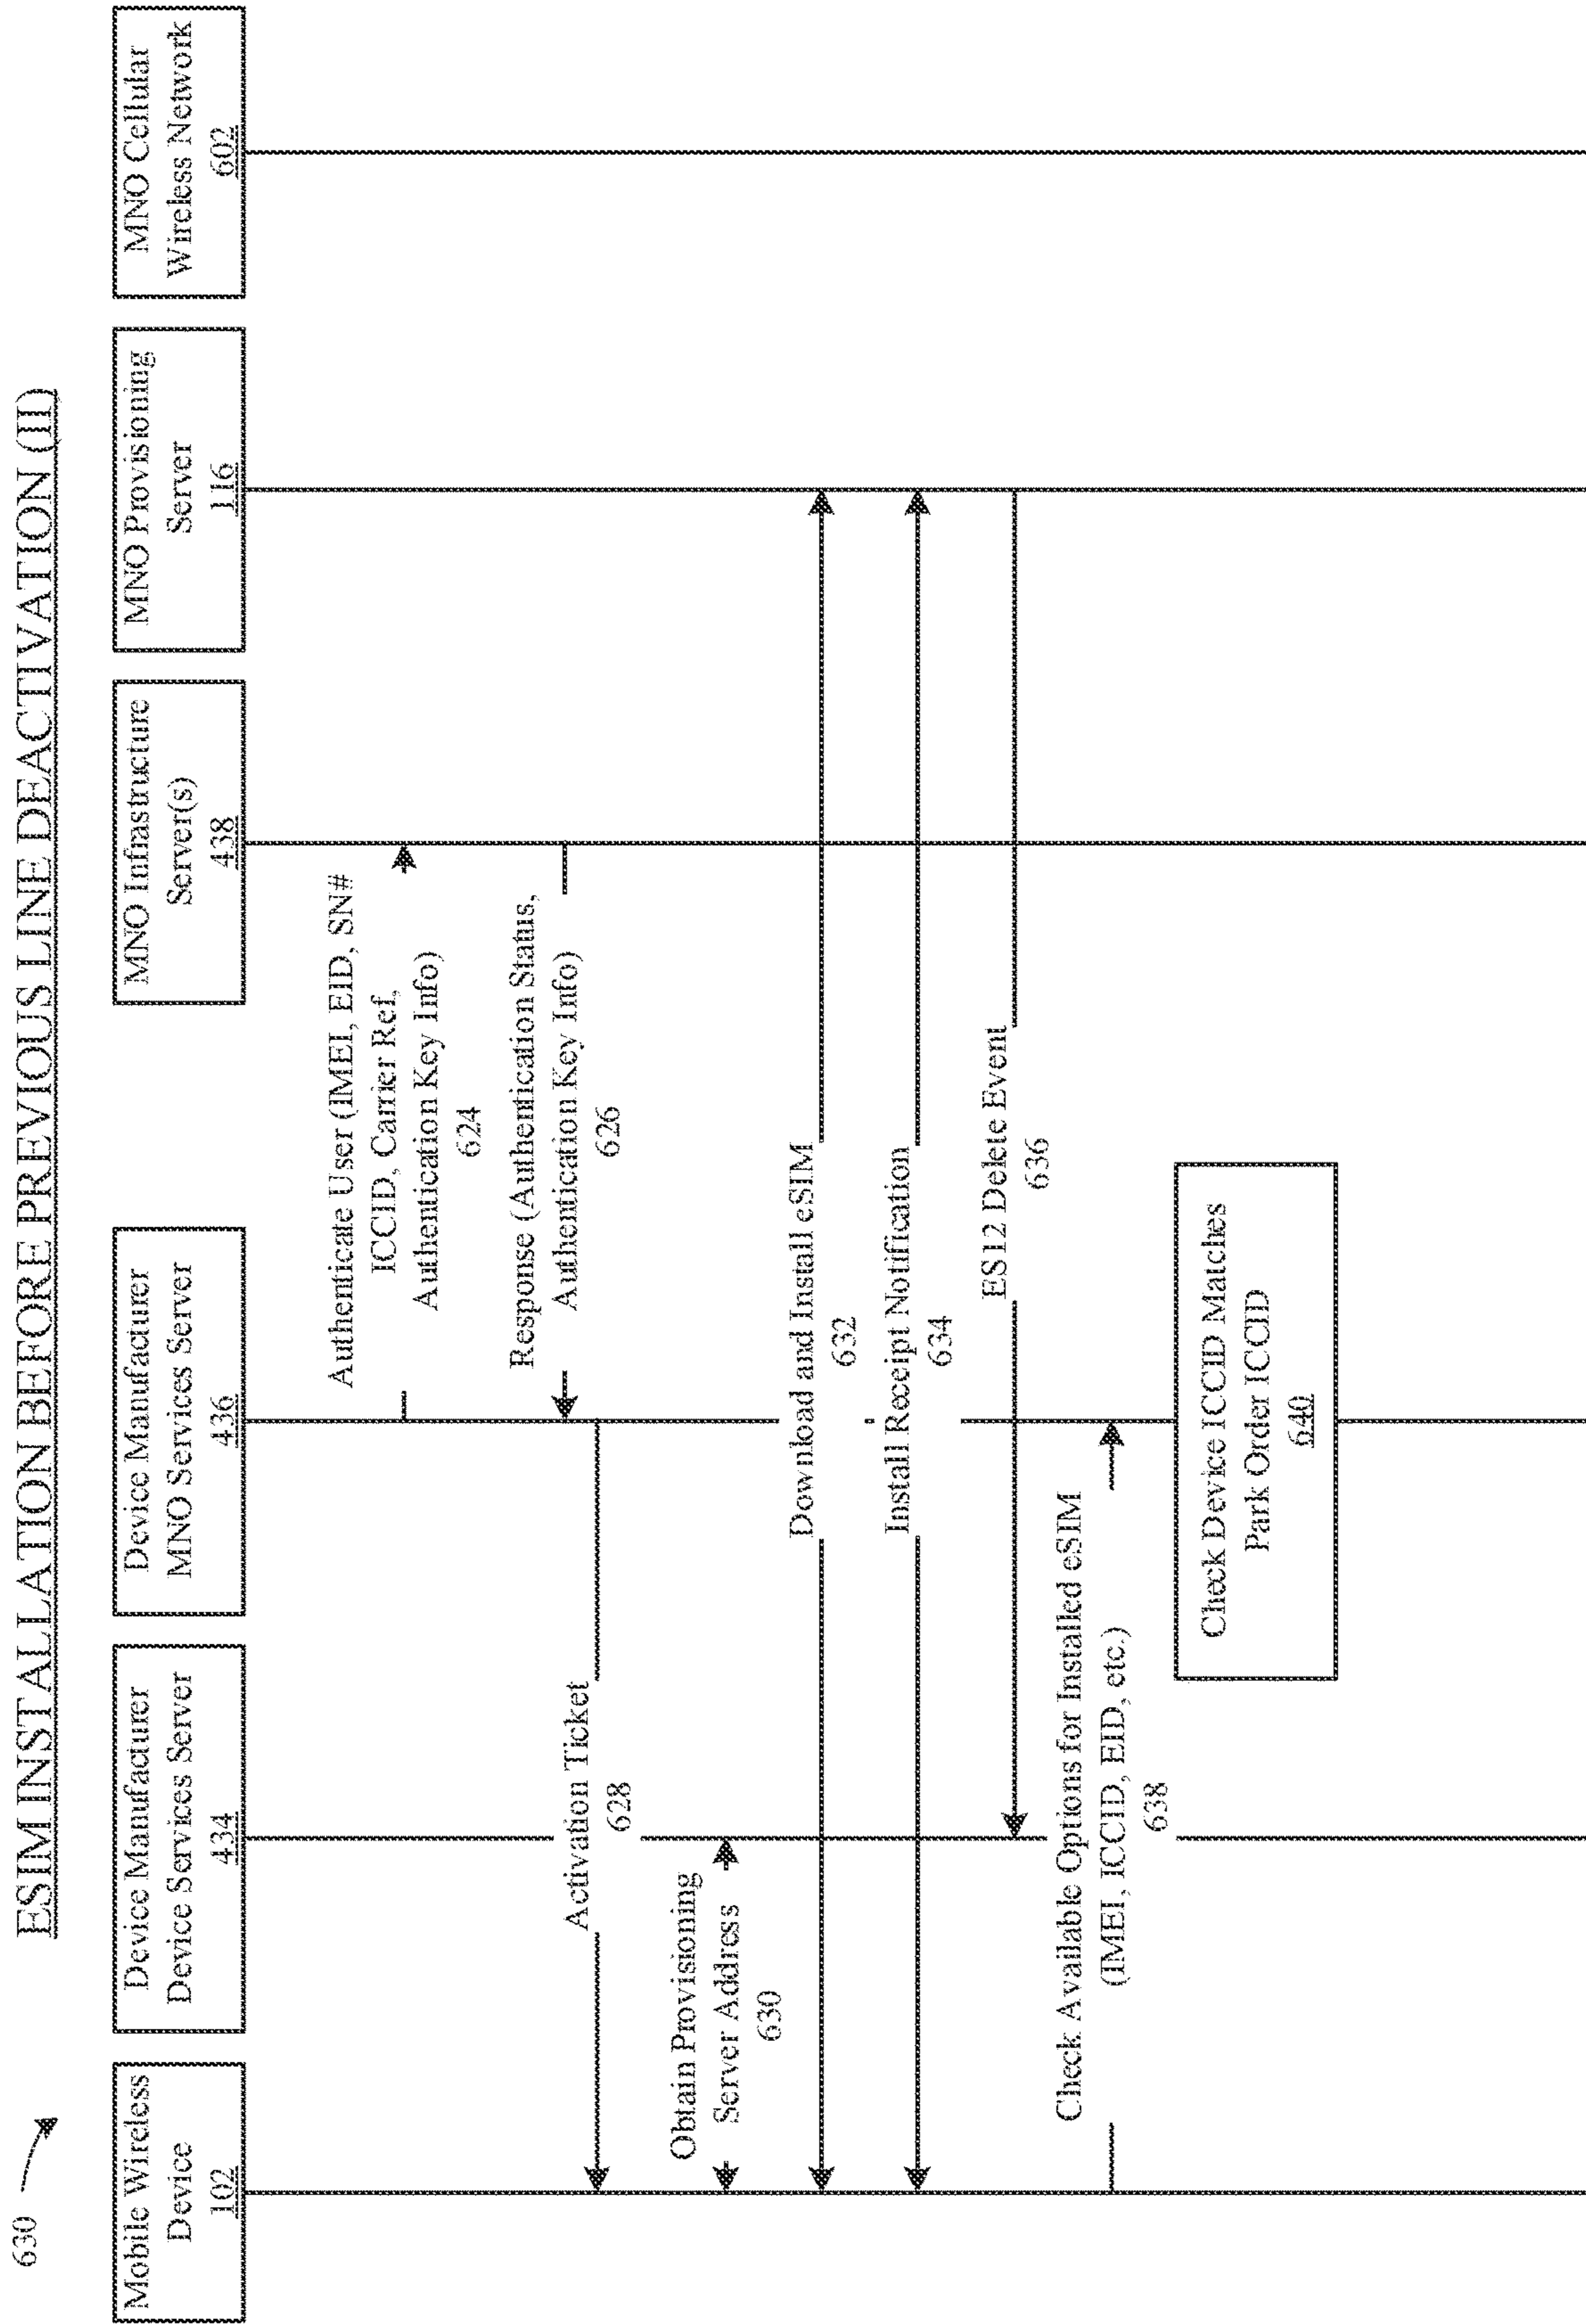 630
ESIM INSTALLATION BEFORE PREVIOUS LINE DEACTIVATION (II)
Mobile Wireless
Device
102
Device Manufacturer
Device Services Server
434
Device Manufacturer
MNO Services Server
436
MNO Infrastructure
Server(s)
438
MNO Provisioning
Server
116
MNO Cellular
Wireless Network
602
Authenticate User (IMEI, EID, SN#
ICCID, Carrier Ref,
Authentication Key Info)
624
Response (Authentication Status,
Authentication Key Info)
626
Activation Ticket
628
Obtain Provisioning
Server Address
630
Download and Install eSIM
632
Install Receipt Notification
634
ES12 Delete Event
636
Check Available Options for Installed eSIM
(IMEI, ICCID, EID, etc.)
638
Check Device ICCID Matches
Park Order ICCID
640